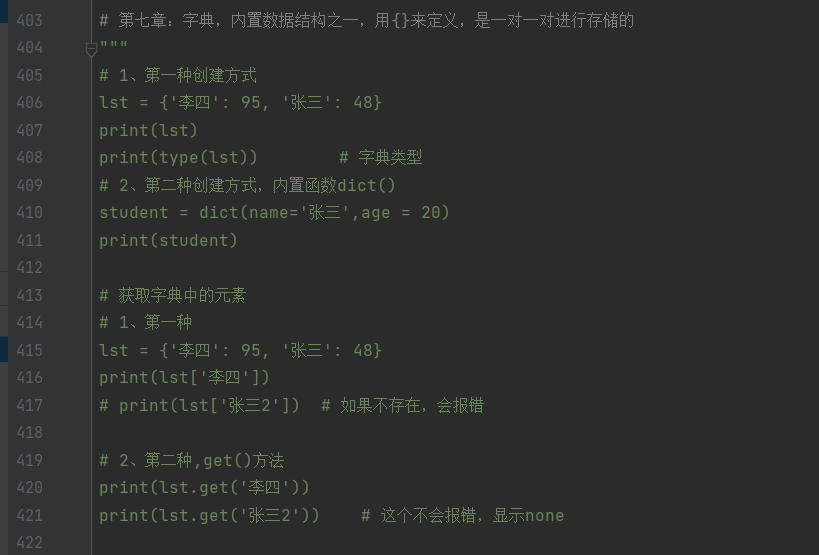 403 # 第七章：字典，内置数据结构之一，用{}来定义，是一对一对进行存储的
404 """
405 # 1、第一种创建方式
406 lst = {'李四': 95, '张三': 48}
407 print(lst)
408 print(type(lst))        # 字典类型
409 # 2、第二种创建方式，内置函数dict()
410 student = dict(name='张三',age = 20)
411 print(student)
412
413 # 获取字典中的元素
414 # 1、第一种
415 lst = {'李四': 95, '张三': 48}
416 print(lst['李四'])
417 # print(lst['张三2'])  # 如果不存在，会报错
418
419 # 2、第二种,get()方法
420 print(lst.get('李四'))
421 print(lst.get('张三2'))    # 这个不会报错，显示none
422